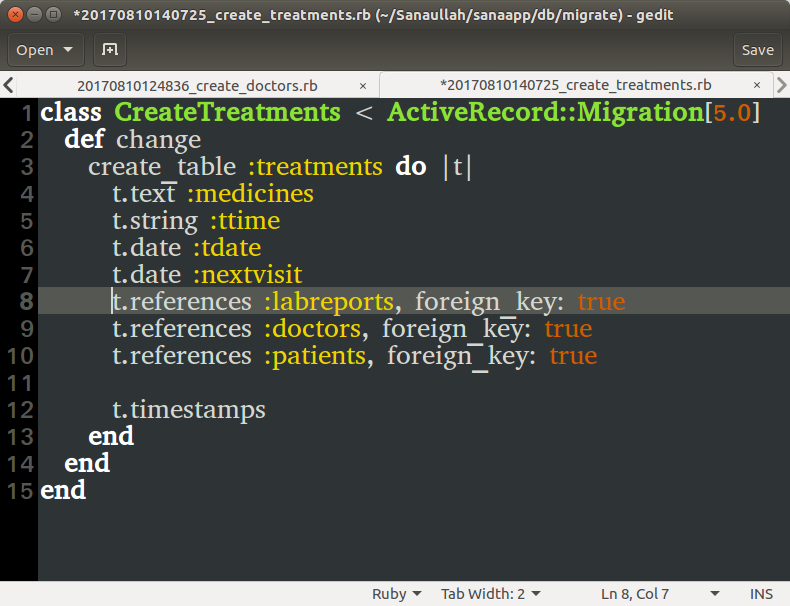 *20170810140725_create_treatments.rb (~/Sanaullah/sanaapp/db/migrate) - gedit
Open Save
20170810124836_create_doctors.rb × *20170810140725_create_treatments.rb ×
1 class CreateTreatments < ActiveRecord::Migration[5.0]
2   def change
3     create_table :treatments do |t|
4       t.text :medicines
5       t.string :ttime
6       t.date :tdate
7       t.date :nextvisit
8       t.references :labreports, foreign_key: true
9       t.references :doctors, foreign_key: true
10       t.references :patients, foreign_key: true
11
12       t.timestamps
13     end
14   end
15 end
Ruby Tab Width: 2 Ln 8, Col 7 INS